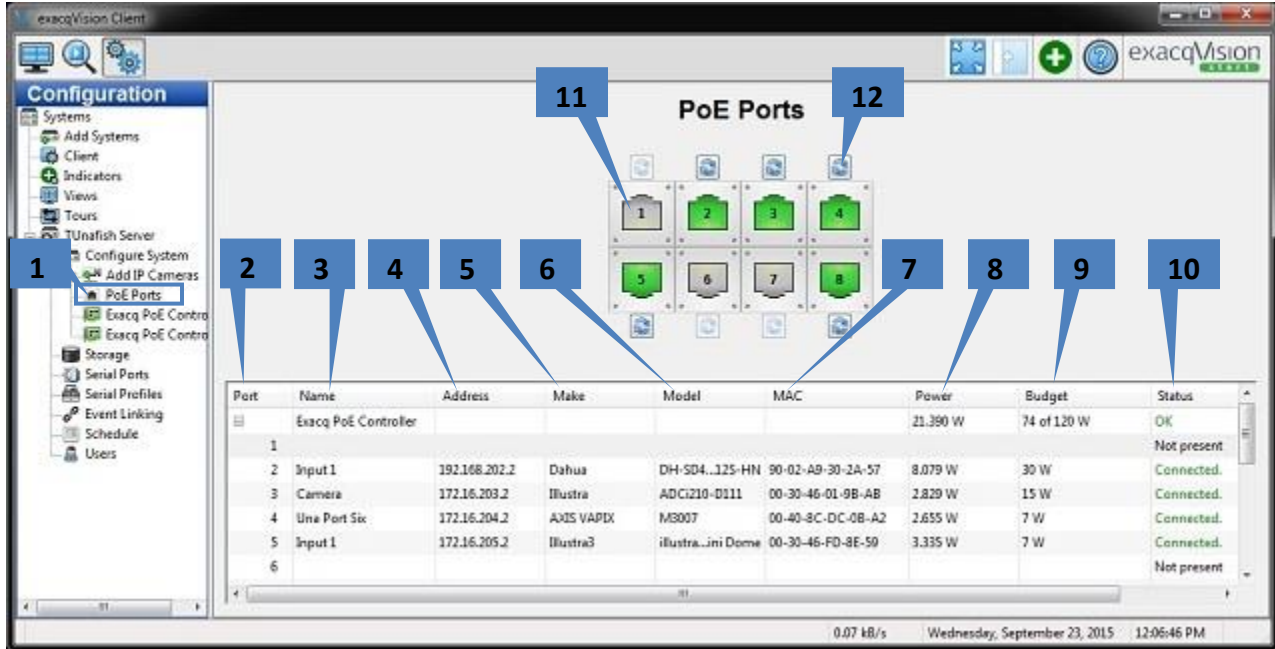 exacqVision Client
exacqVision
START
Configuration
Systems
Add Systems
Client
Indicators
Views
Tours
TUnafish Server
Configure System
Add IP Cameras
PoE Ports
Exacq PoE Contro
Exacq PoE Contro
Storage
Serial Ports
Serial Profiles
Event Linking
Schedule
Users
PoE Ports
11
12
1 2 3 4
5 6 7 8
1 2 3 4 5 6 7 8 9 10
Port Name Address Make Model MAC Power Budget Status
Exacq PoE Controller 21.390 W 74 of 120 W OK
1 Not present
2 Input 1 192.168.202.2 Dahua DH-SD4...12S-HN 90-02-A9-30-2A-57 8.079 W 30 W Connected.
3 Camera 172.16.203.2 Illustra ADCi210-D111 00-30-46-01-9B-AB 2.829 W 15 W Connected.
4 Una Port Six 172.16.204.2 AXIS VAPIX M3007 00-40-8C-DC-0B-A2 2.655 W 7 W Connected.
5 Input 1 172.16.205.2 Illustra3 illustra...ini Dome 00-30-46-FD-8E-59 3.335 W 7 W Connected.
6 Not present
0.07 kB/s Wednesday, September 23, 2015 12:06:46 PM